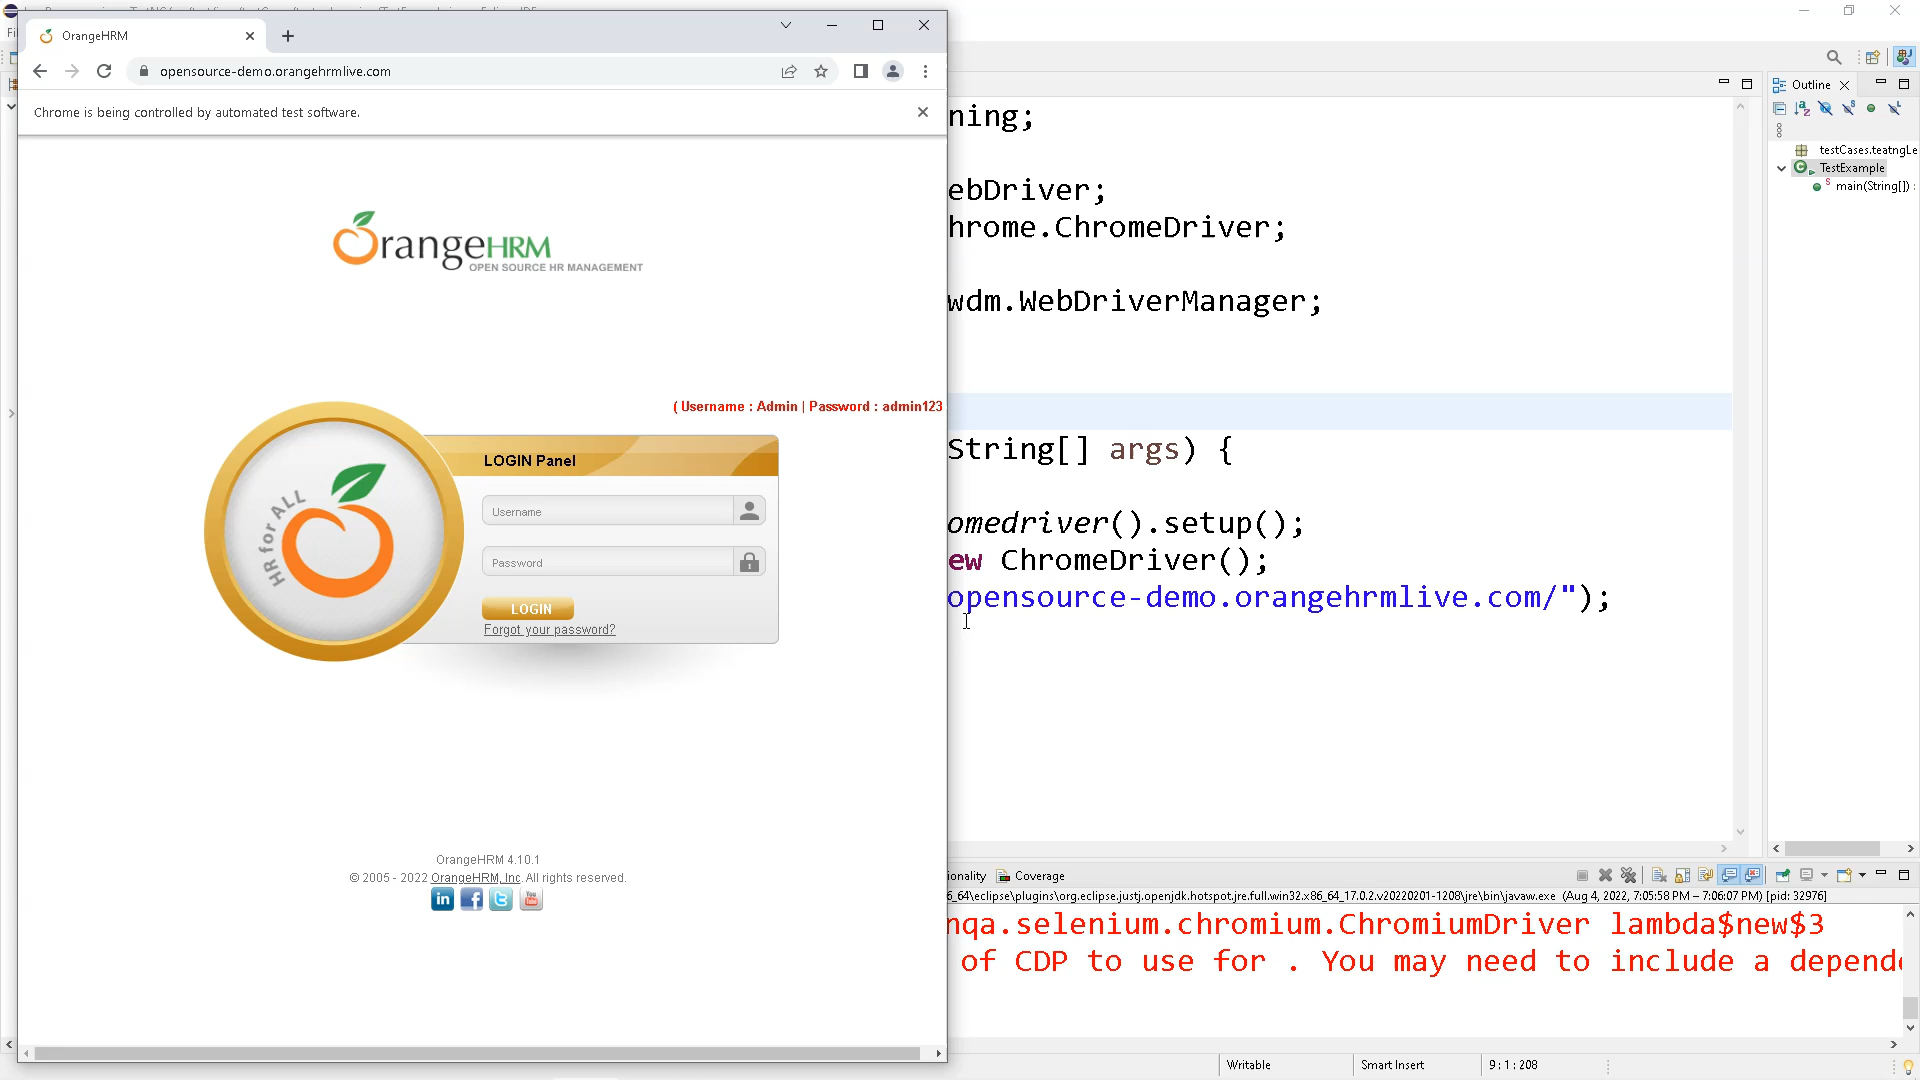 OrangeHRM
opensource-demo.orangehrmlive.com
Chrome is being controlled by automated test software.
OrangeHRM
OPEN SOURCE HR MANAGEMENT
( Username : Admin | Password : admin123
HR for ALL
LOGIN Panel
Username
Password
LOGIN
Forgot your password?
OrangeHRM 4.10.1
© 2005 - 2022 OrangeHRM, Inc. All rights reserved.
in
f
t
You
ning;
ebDriver;
hrome.ChromeDriver;
wdm.WebDriverManager;
String[] args) {
omedriver().setup();
ew ChromeDriver();
opensource-demo.orangehrmlive.com/");
Outline
testCases.teatngLe
TestExample
main(String[]) :
ionality
Coverage
6_64\eclipse\plugins\org.eclipse.justj.openjdk.hotspot.jre.full.win32.x86_64_17.0.2.v20220201-1208\jre\bin\javaw.exe (Aug 4, 2022, 7:05:58 PM – 7:06:07 PM) [pid: 32976]
nqa.selenium.chromium.ChromiumDriver lambda$new$3
of CDP to use for . You may need to include a depende
Writable
Smart Insert
9 : 1 : 208